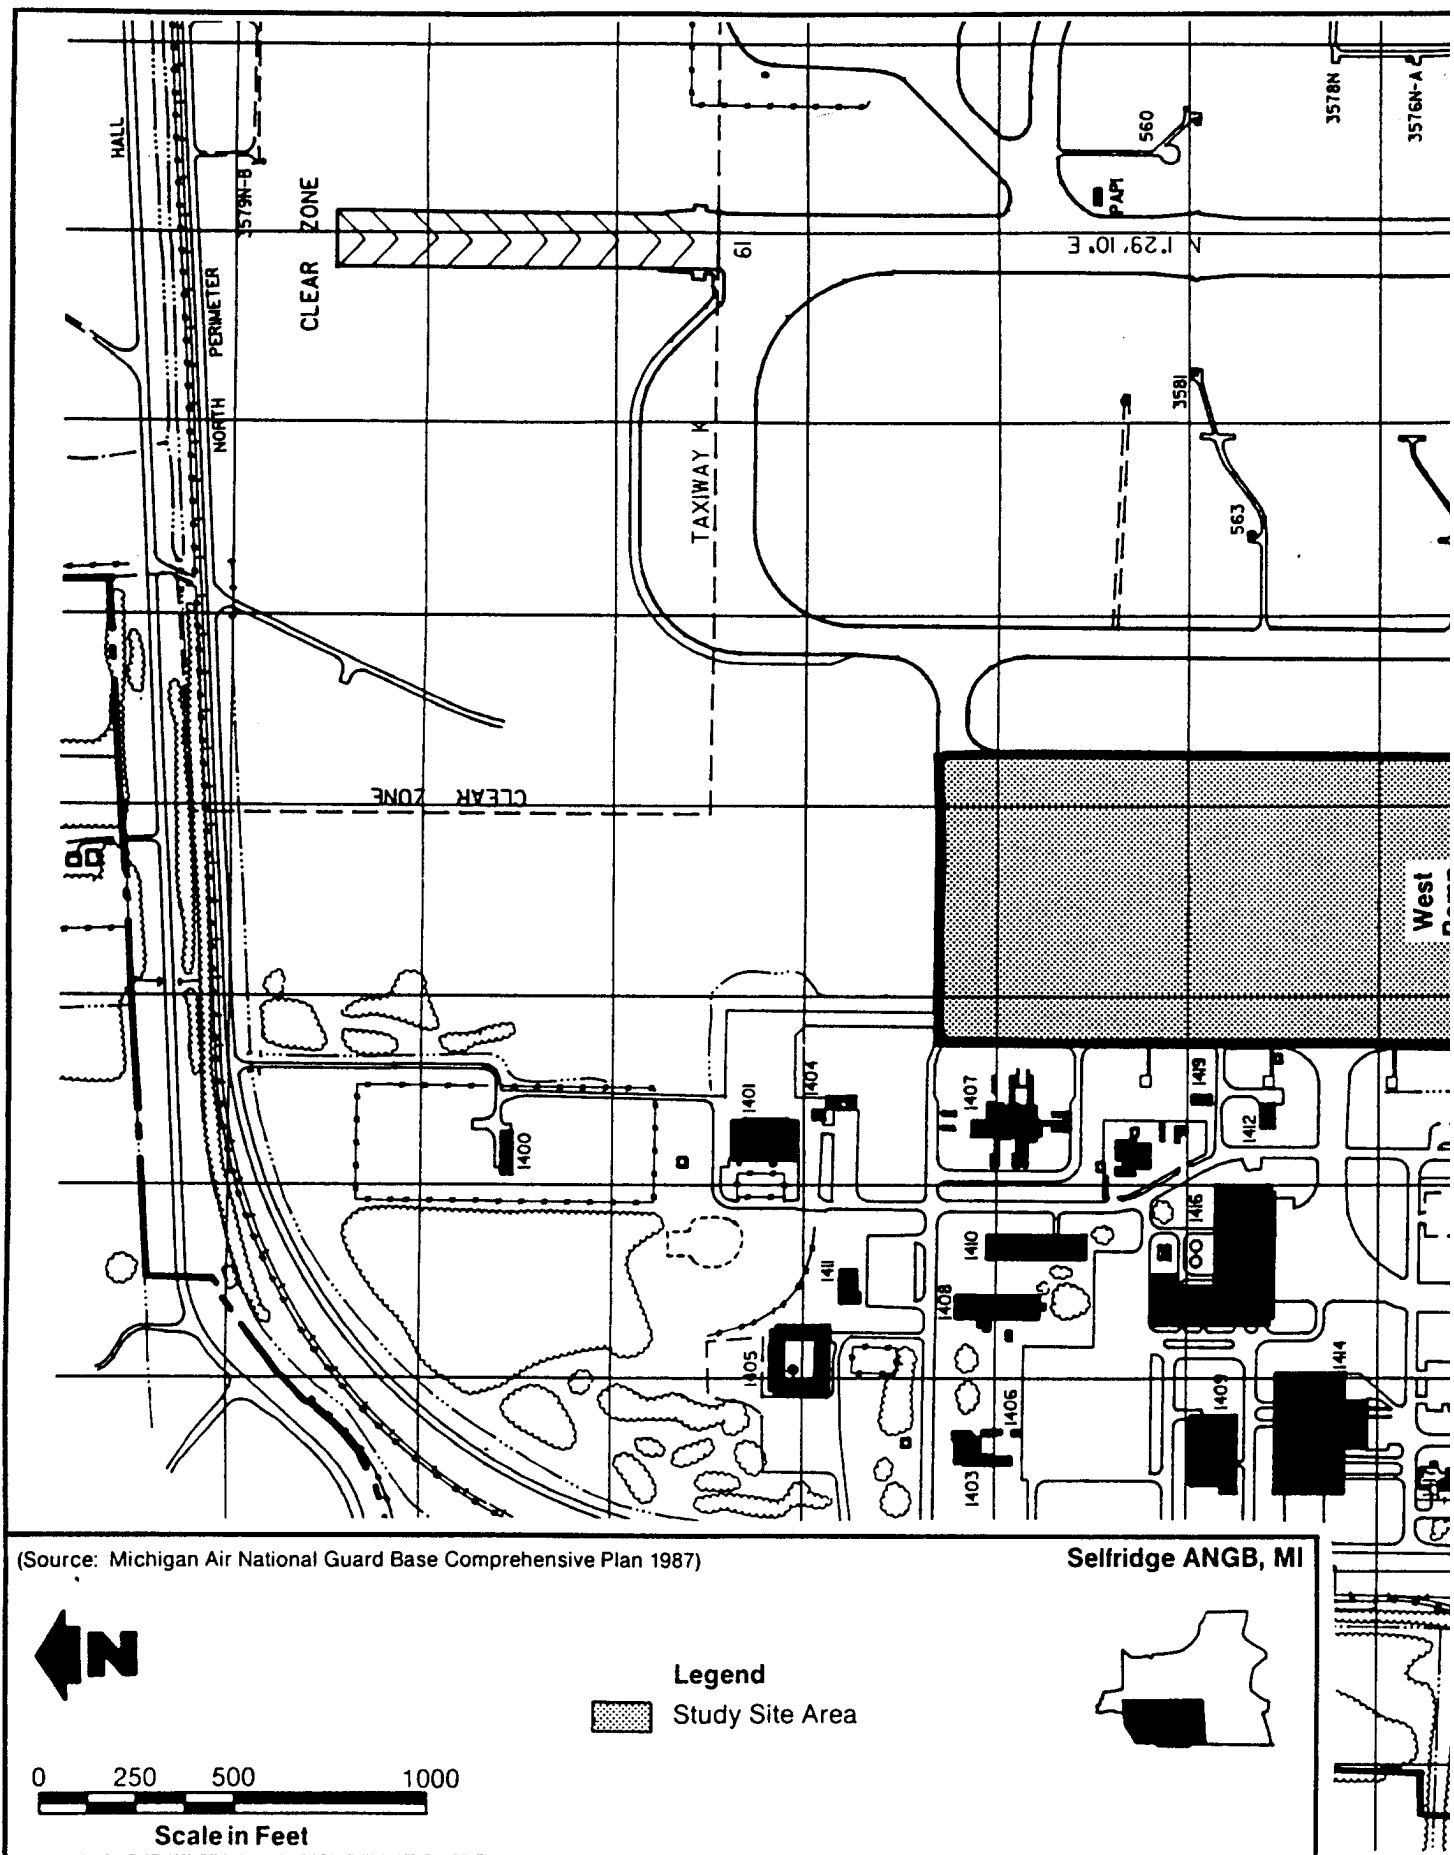 HALL
3579N-B
CLEAR ZONE
NORTH PERIMETER
19
TAXIWAY K
560
PAPI
N 1°29'10" E
3578N
3576N-A
3581
563
CLEAR ZONE
West
1400
1401
1404
1407
1419
1412
1411
1410
1408
1416
1405
1406
1403
1409
1414
(Source: Michigan Air National Guard Base Comprehensive Plan 1987)
Selfridge ANGB, MI
N
Legend
Study Site Area
0 250 500 1000
Scale in Feet